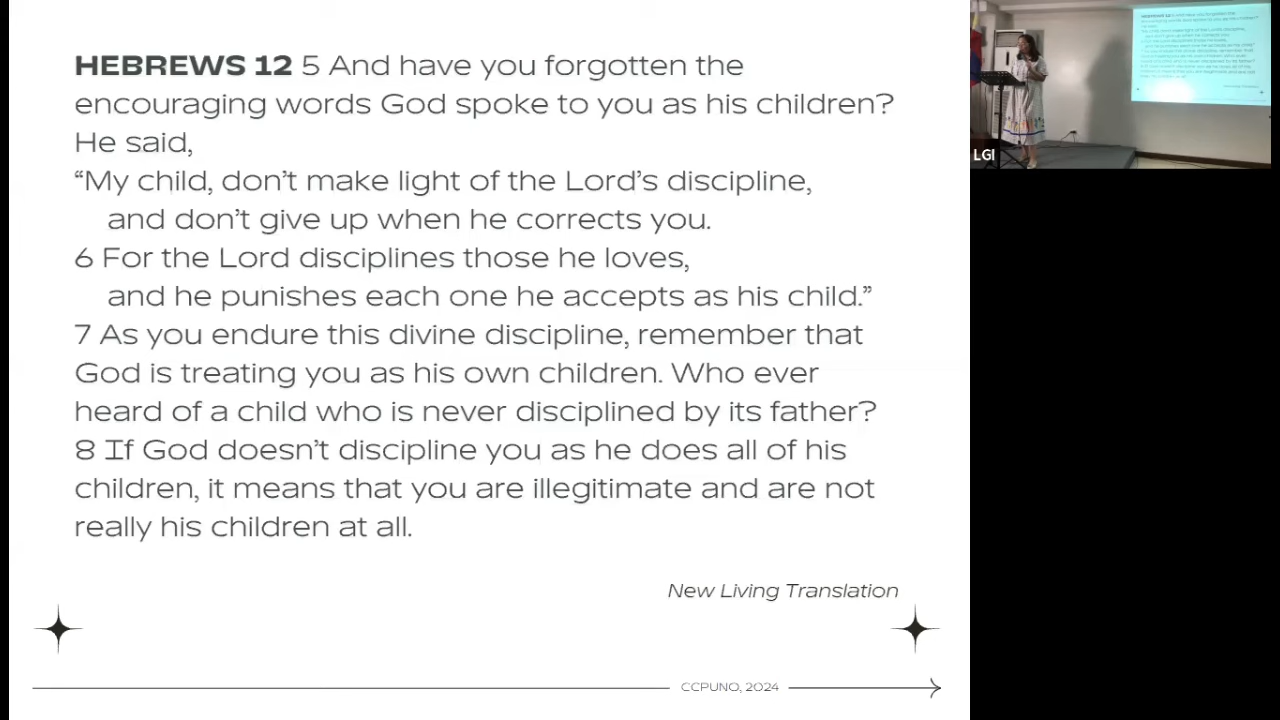 HEBREWS 12 5 And have you forgotten the
encouraging words God spoke to you as his children?
He said,
“My child, don’t make light of the Lord’s discipline,
and don’t give up when he corrects you.
6 For the Lord disciplines those he loves,
and he punishes each one he accepts as his child.”
7 As you endure this divine discipline, remember that
God is treating you as his own children. Who ever
heard of a child who is never disciplined by its father?
8 If God doesn’t discipline you as he does all of his
children, it means that you are illegitimate and are not
really his children at all.
New Living Translation
CCPUNO, 2024
LGI